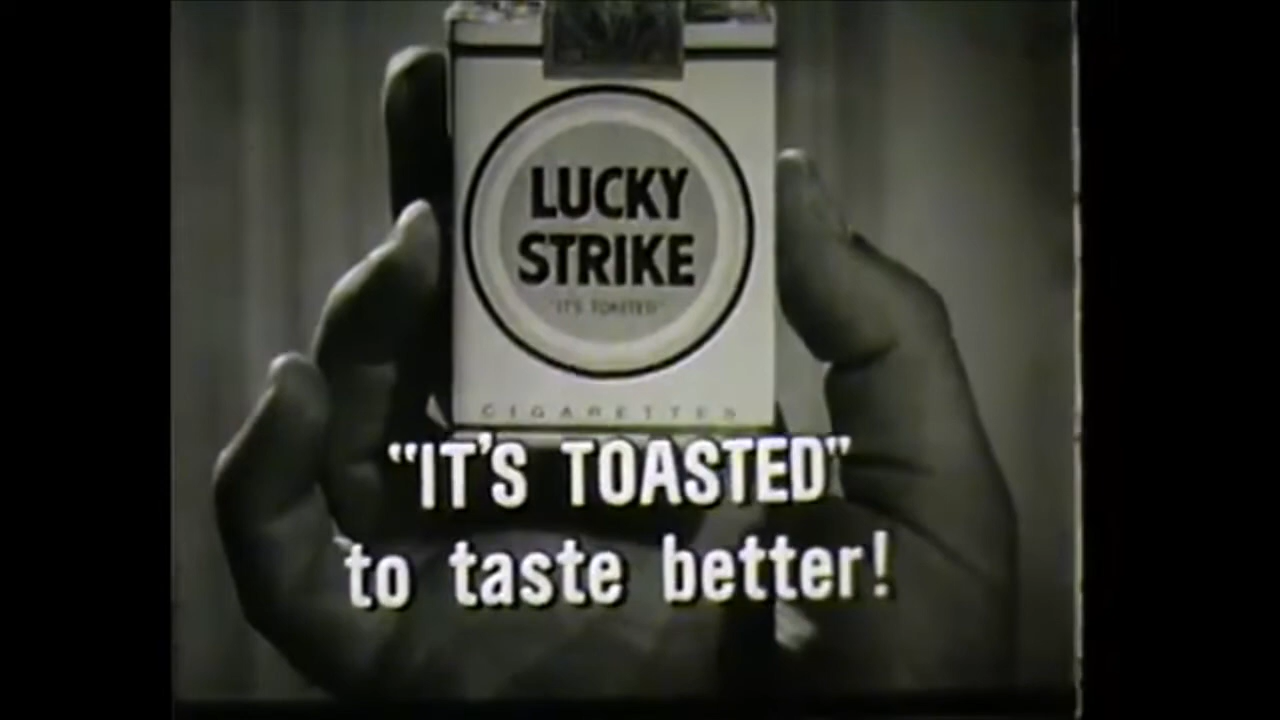 LUCKY
STRIKE
"IT'S TOASTED"
CIGARETTES
"IT'S TOASTED"
to taste better!